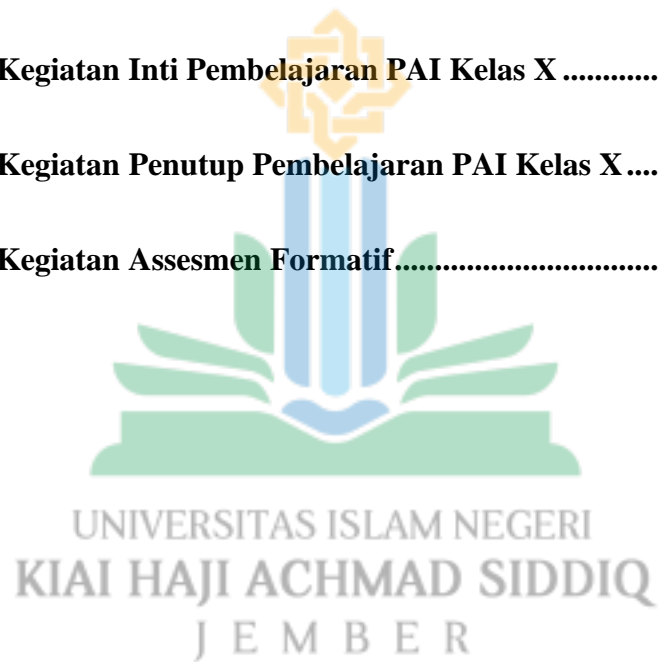 Kegiatan Inti Pembelajaran PAI Kelas X ............
Kegiatan Penutup Pembelajaran PAI Kelas X ....
Kegiatan Assesmen Formatif................................
UNIVERSITAS ISLAM NEGERI
KIAI HAJI ACHMAD SIDDIQ
J E M B E R